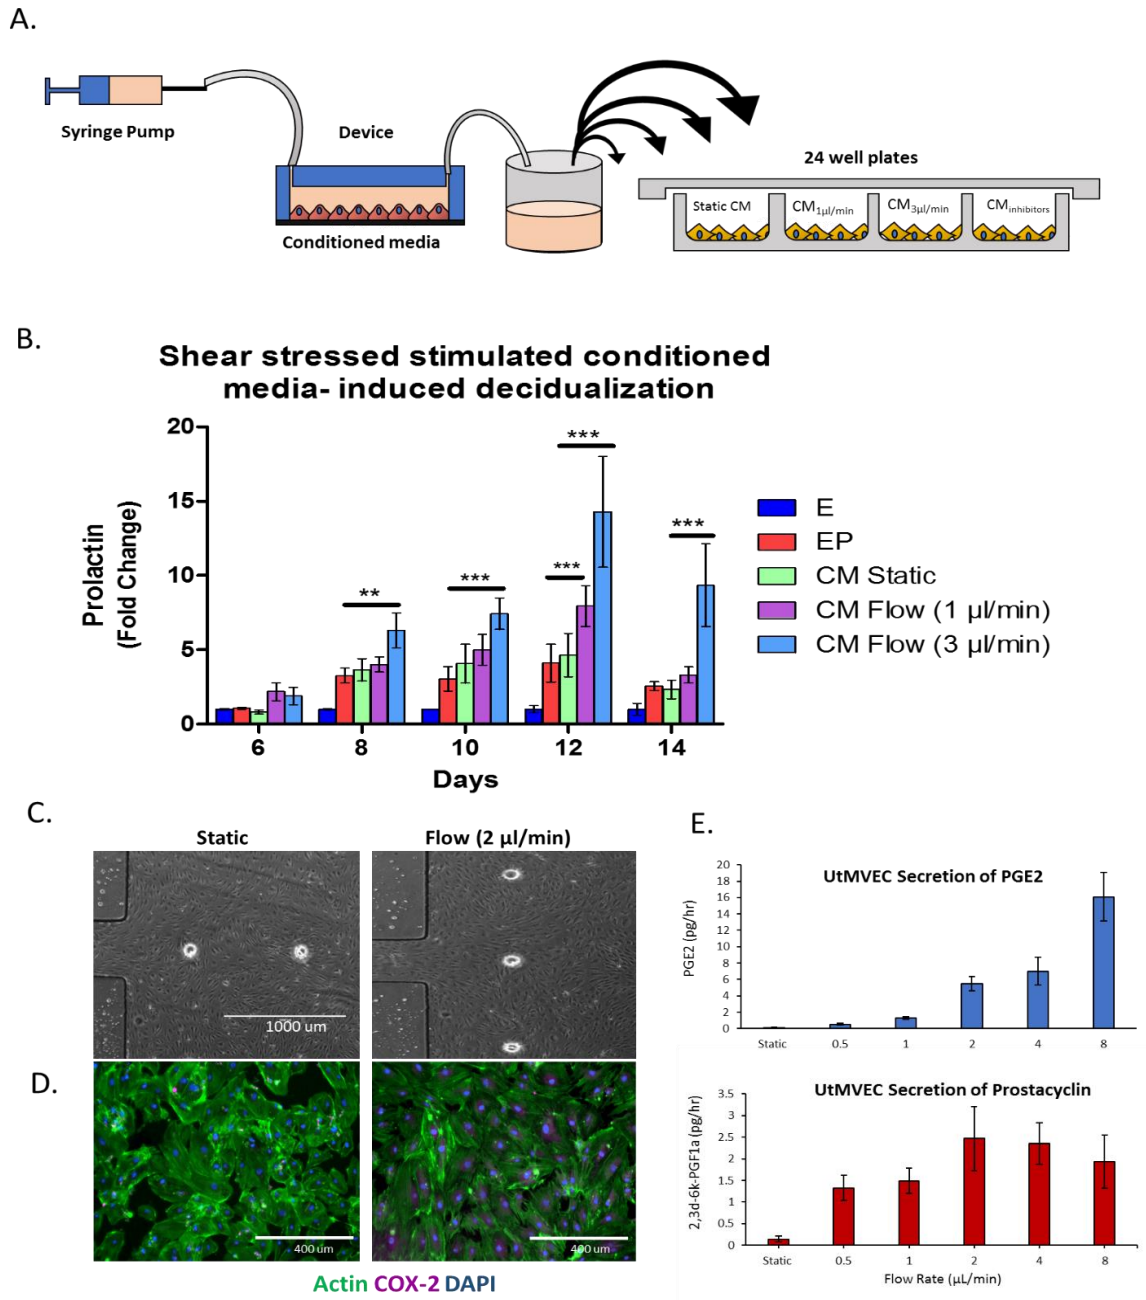 A.
Syringe Pump
Device
Conditioned media
24 well plates
Static CM
CM1µl/min
CM3µl/min
CMinhibitors
B.
Shear stressed stimulated conditioned
media- induced decidualization
Prolactin
(Fold Change)
20
15
10
5
0
**
***
***
***
***
6
8
10
12
14
Days
E
EP
CM Static
CM Flow (1 µl/min)
CM Flow (3 µl/min)
C.
Static
Flow (2 µl/min)
1000 um
D.
400 um
400 um
Actin COX-2 DAPI
E.
UtMVEC Secretion of PGE2
PGE2 (pg/hr)
20
18
16
14
12
10
8
6
4
2
0
Static
0.5
1
2
4
8
UtMVEC Secretion of Prostacyclin
2,3d-6k-PGF1a (pg/hr)
3.5
3
2.5
2
1.5
1
0.5
0
Static
0.5
1
2
4
8
Flow Rate (µL/min)